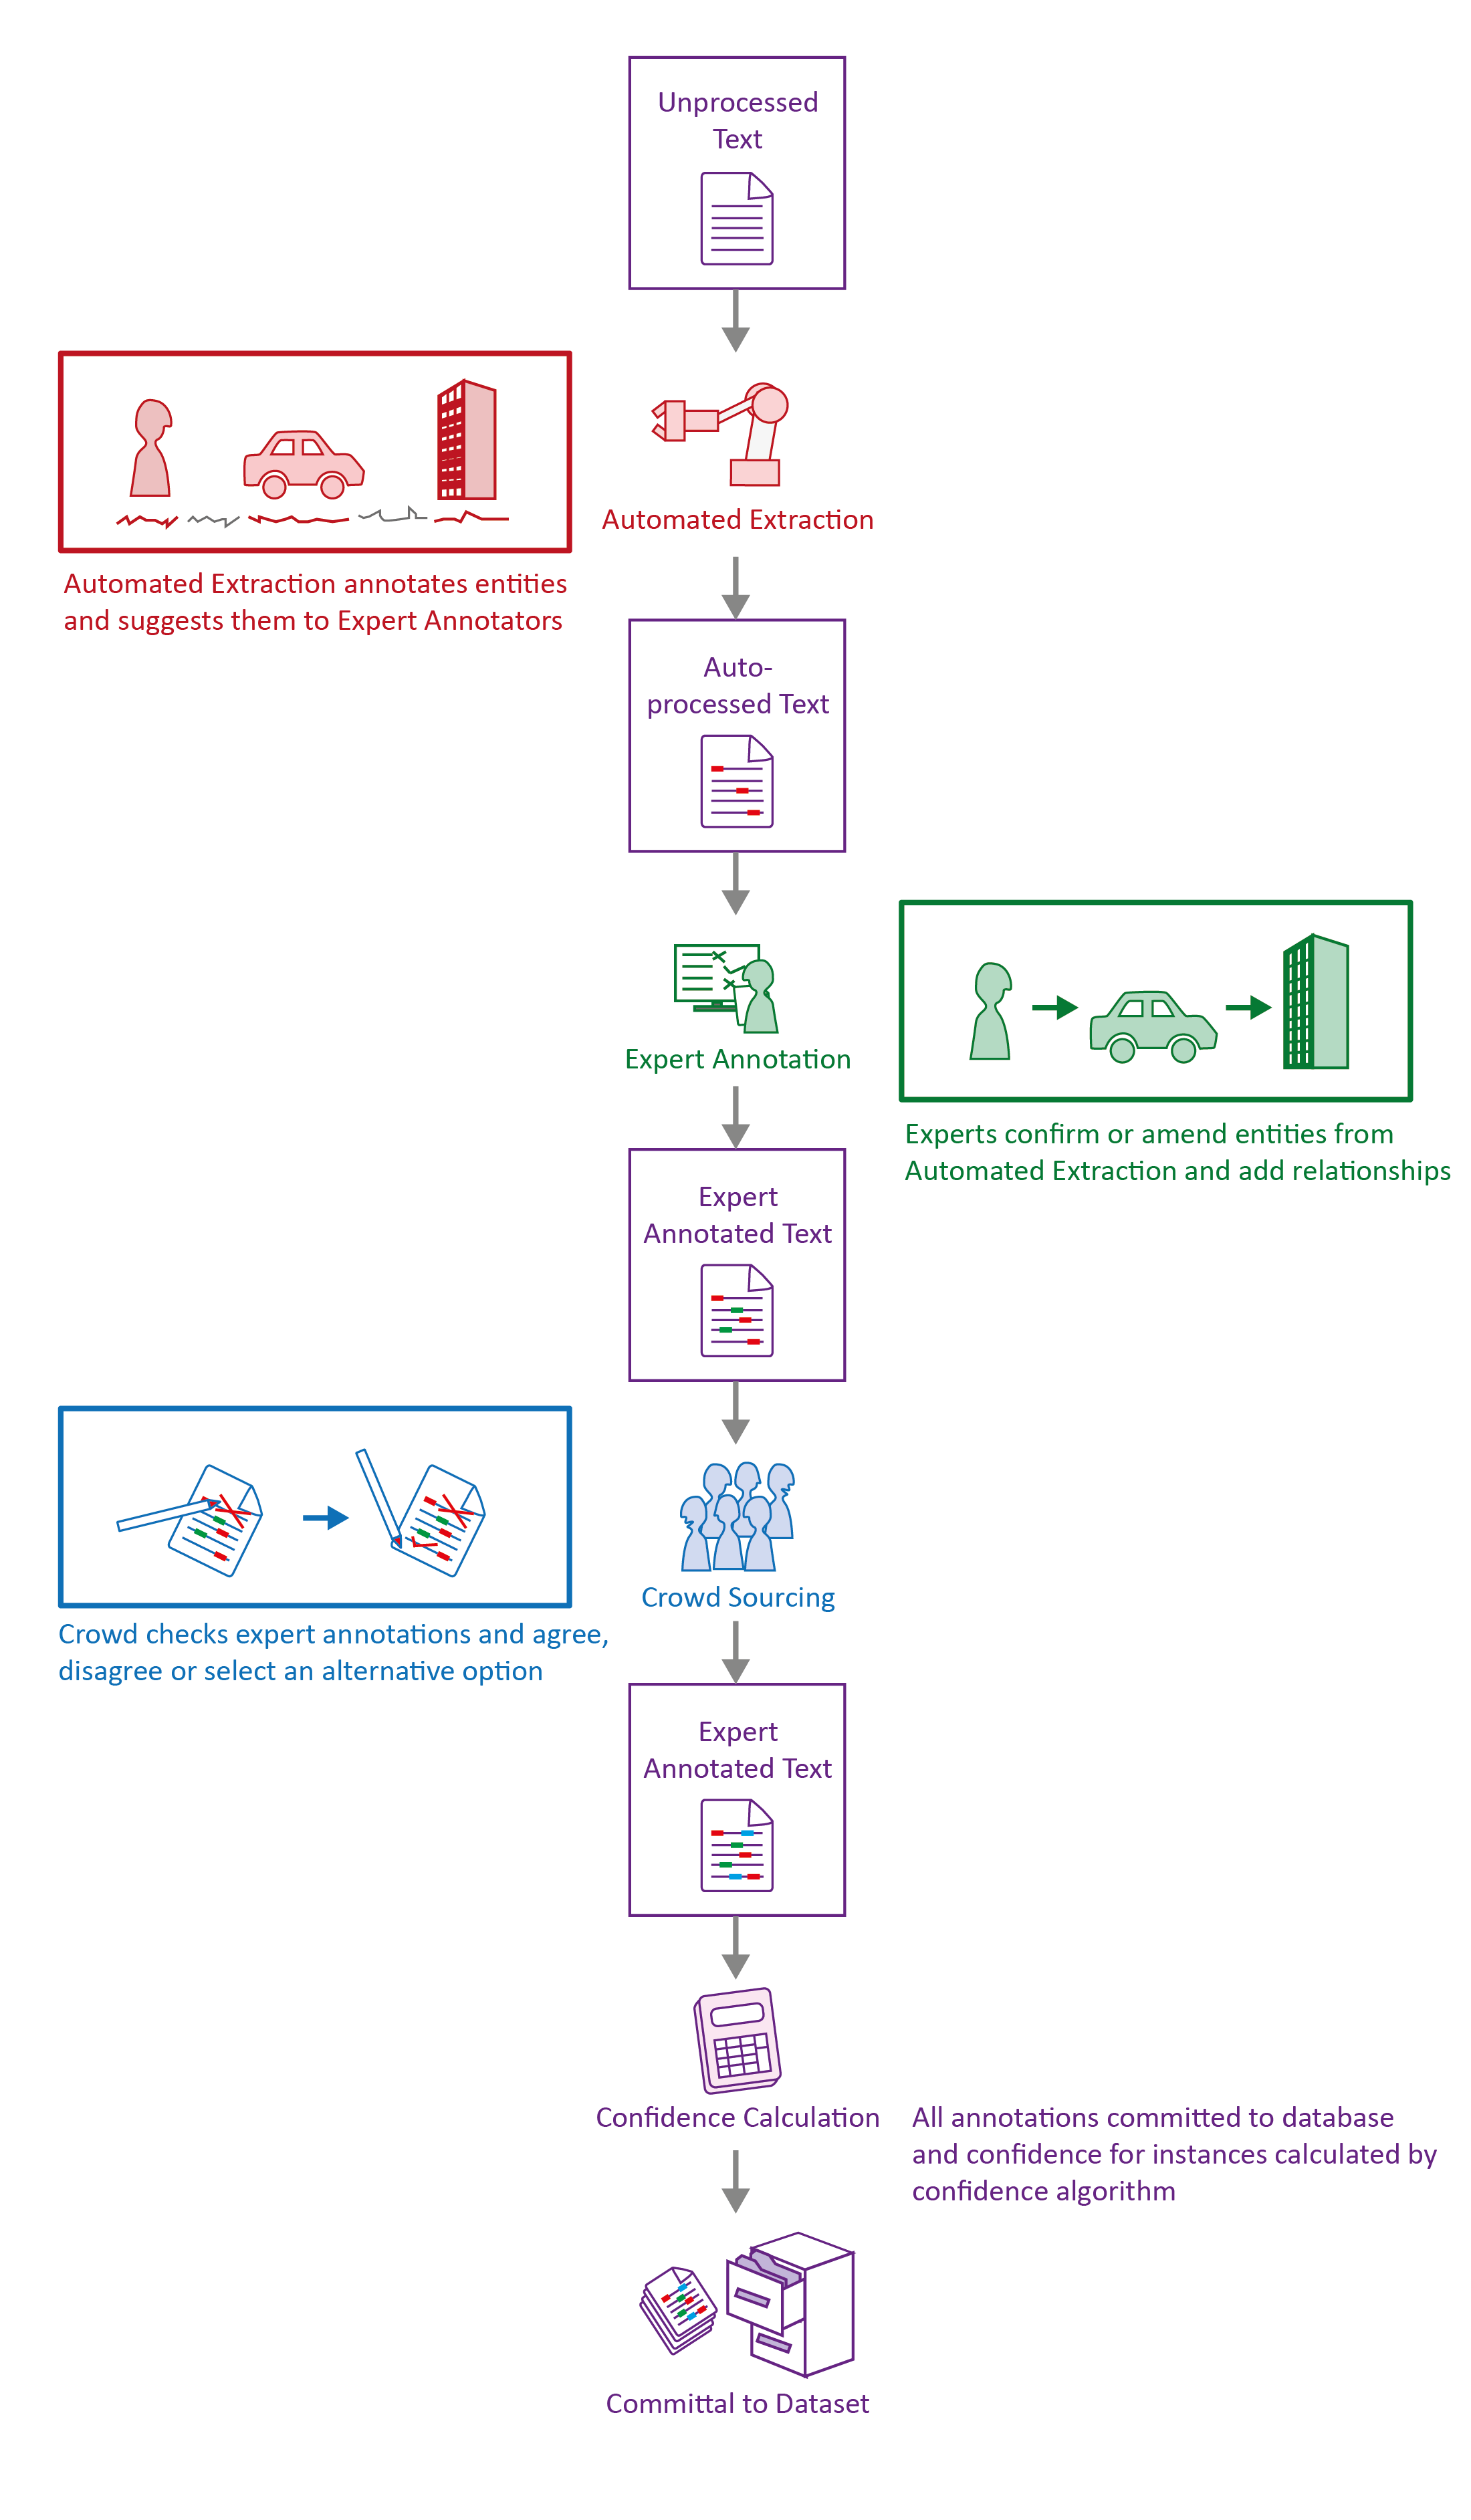 Unprocessed
Text
Automated Extraction
Automated Extraction annotates entities
and suggests them to Expert Annotators
Auto-
processed Text
Expert Annotation
Experts confirm or amend entities from
Automated Extraction and add relationships
Expert
Annotated Text
Crowd Sourcing
Crowd checks expert annotations and agree,
disagree or select an alternative option
Expert
Annotated Text
Confidence Calculation
All annotations committed to database
and confidence for instances calculated by
confidence algorithm
Committal to Dataset